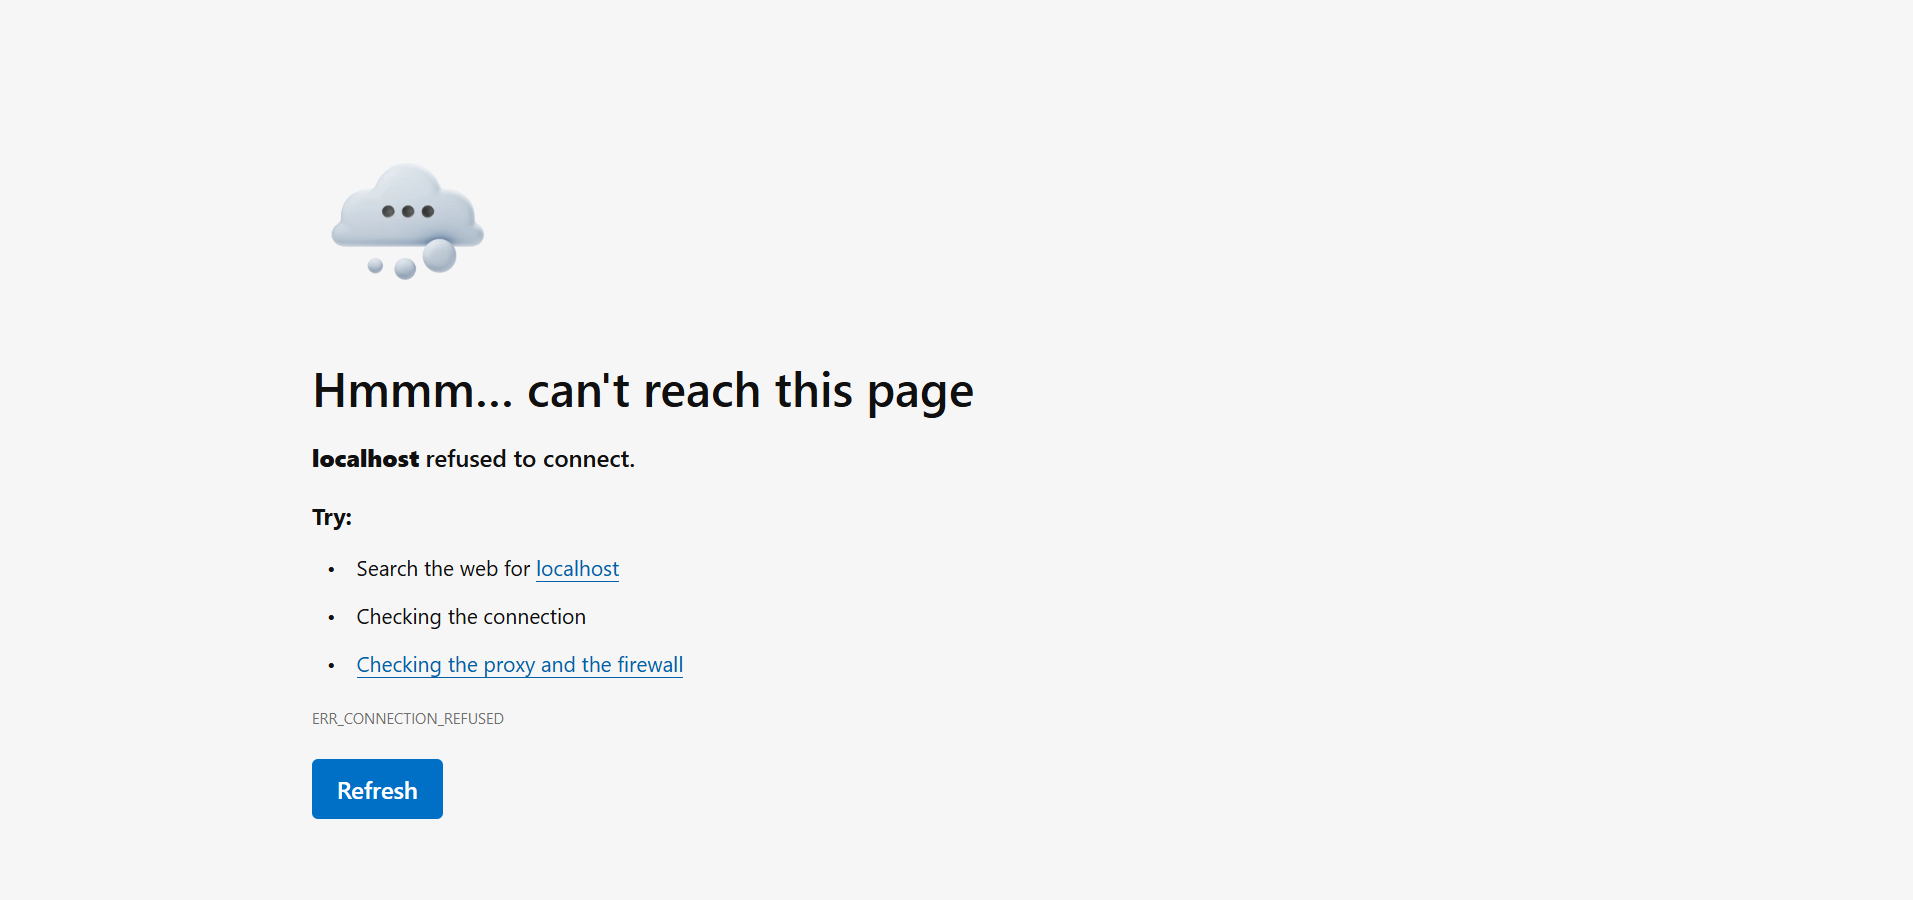 Hmmm... can't reach this page
localhost refused to connect.
Try:
• Search the web for localhost
• Checking the connection
• Checking the proxy and the firewall
ERR_CONNECTION_REFUSED
Refresh